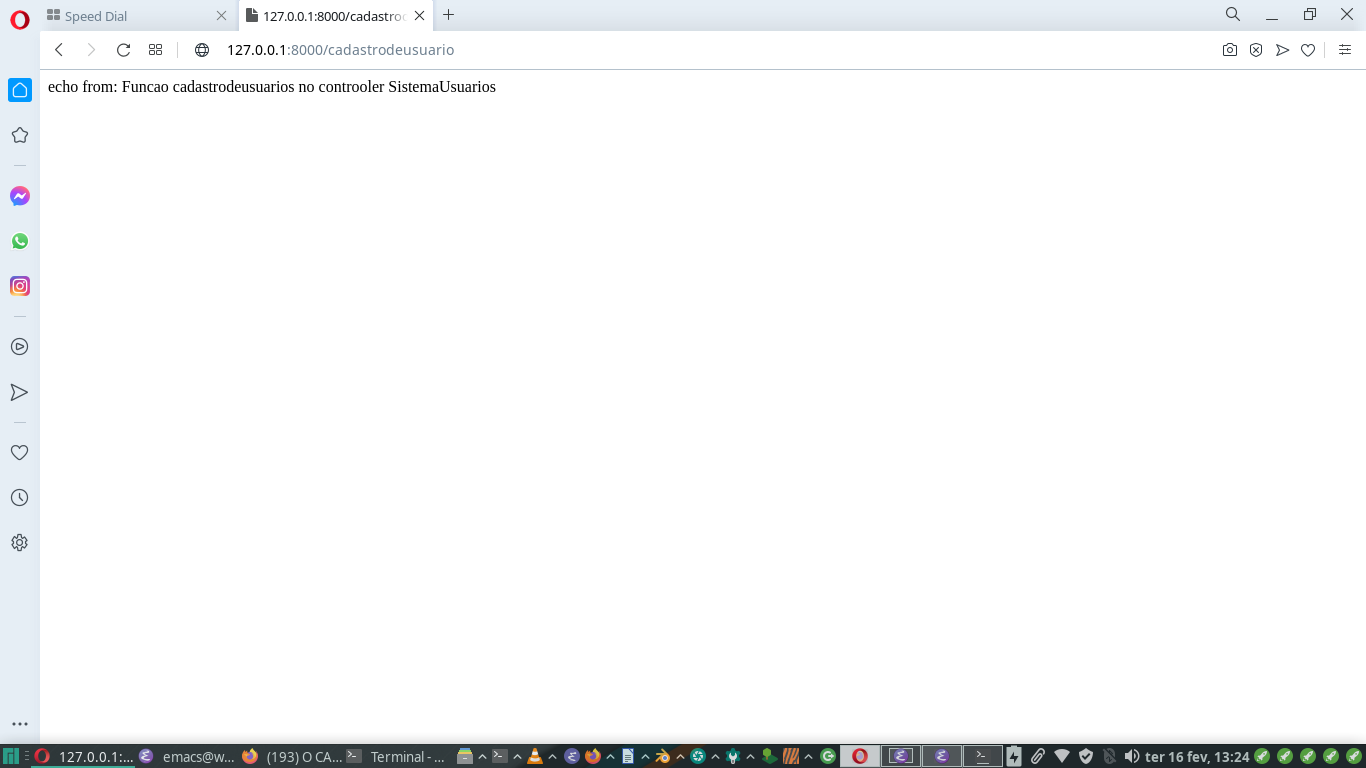 Speed Dial
127.0.0.1:8000/cadastro
127.0.0.1:8000/cadastrodeusuario
echo from: Funcao cadastrodeusuarios no controoler SistemaUsuarios
127.0.0.1:... emacs@w... (193) O CA... Terminal - ... ter 16 fev, 13:24